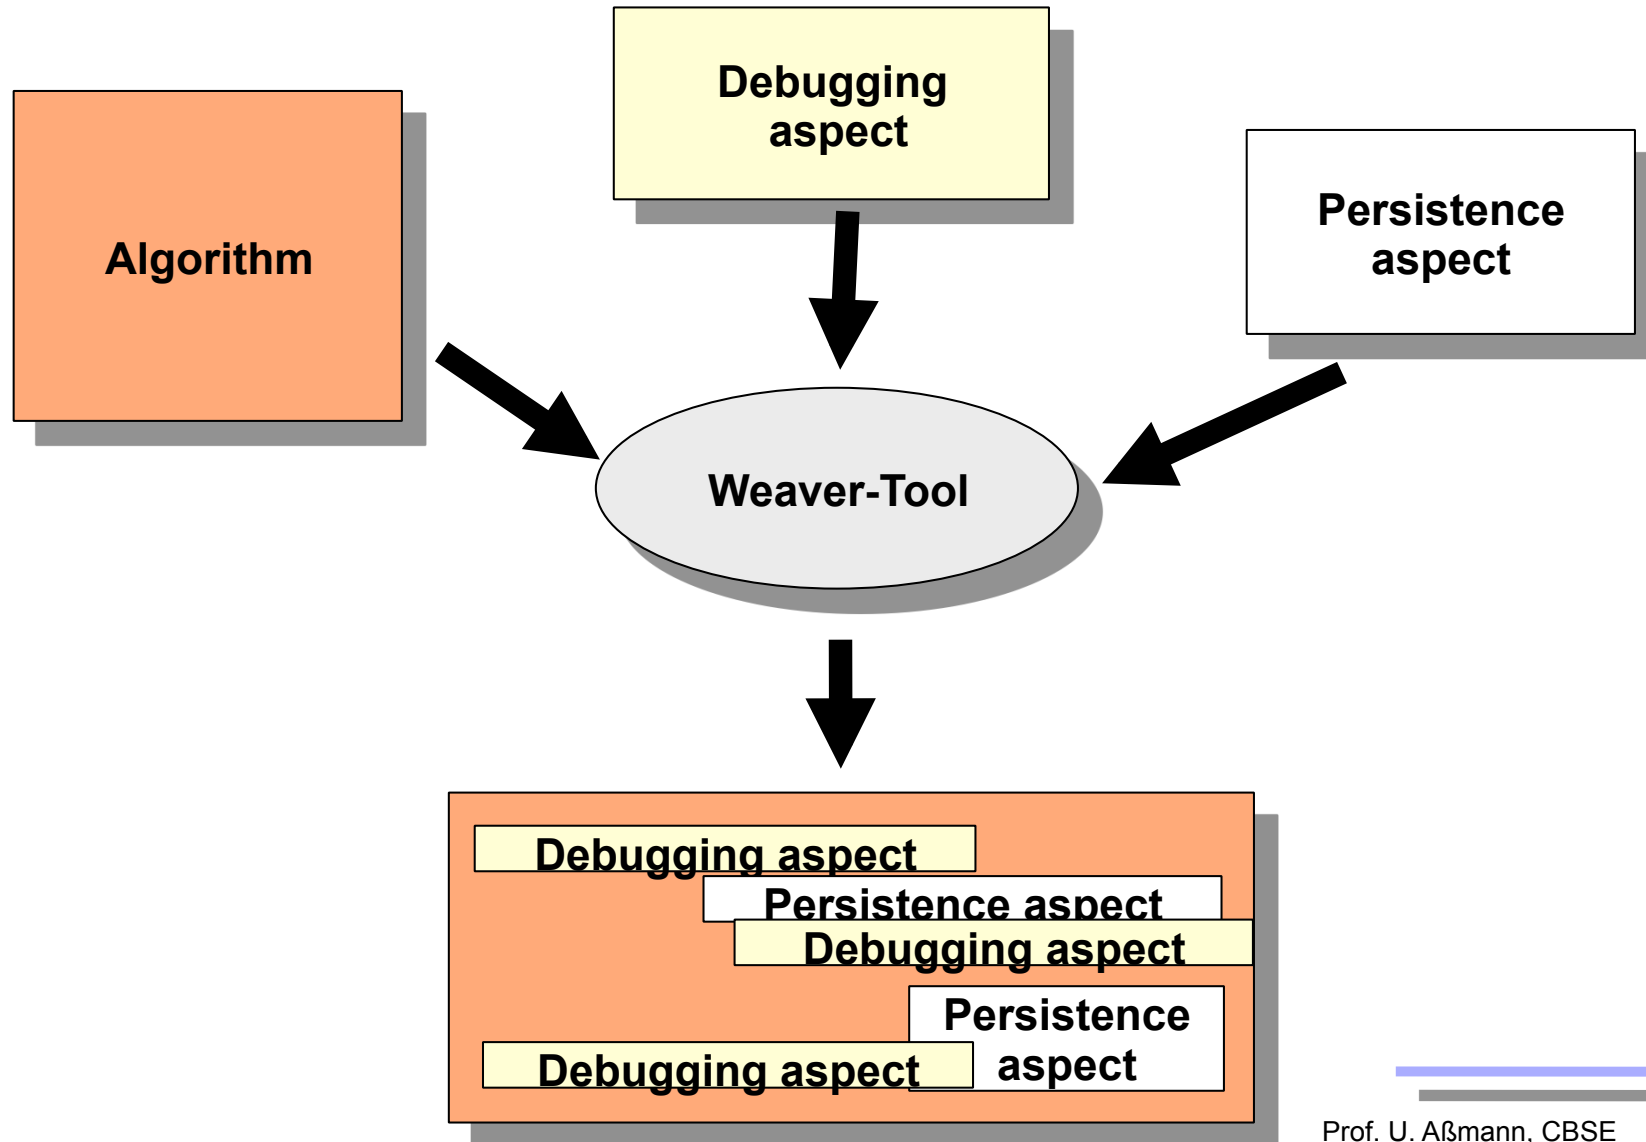 Debugging
aspect
Algorithm
Persistence
aspect
Weaver-Tool
Debugging aspect
Persistence aspect
Debugging aspect
Persistence
aspect
Debugging aspect
Prof. U. Aßmann, CBSE